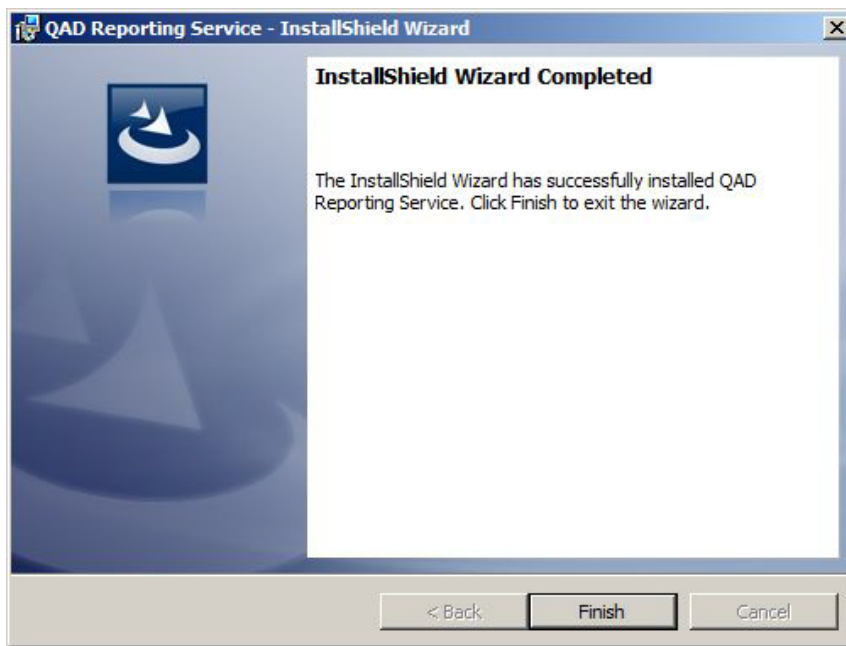 QAD Reporting Service - InstallShield Wizard
InstallShield Wizard Completed
The InstallShield Wizard has successfully installed QAD
Reporting Service. Click Finish to exit the wizard.
< Back Finish Cancel